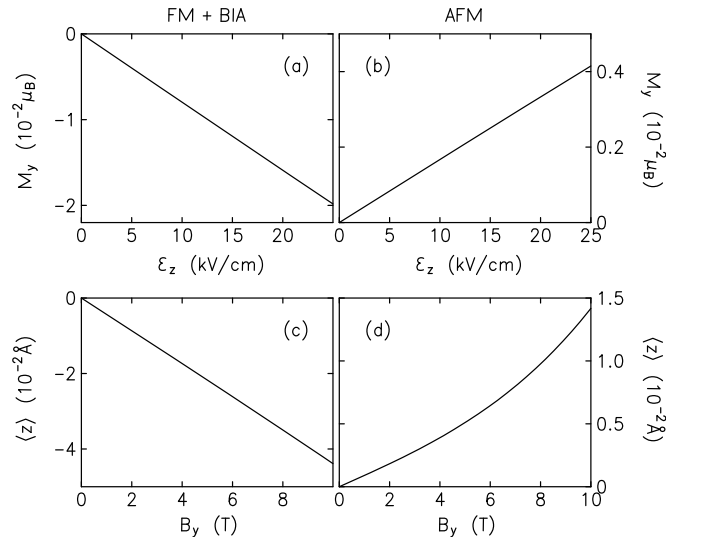 FM + BIA AFM
0
−1
−2
M_y (10^−2 μ_B)
(a)
0 5 10 15 20
ℰ_z (kV/cm)
(b)
0.4
0.2
0
M_y (10^−2 μ_B)
0 5 10 15 20 25
ℰ_z (kV/cm)
0
−2
−4
⟨z⟩ (10^−2 Å)
(c)
0 2 4 6 8
B_y (T)
(d)
1.5
1.0
0.5
0
⟨z⟩ (10^−2 Å)
0 2 4 6 8 10
B_y (T)